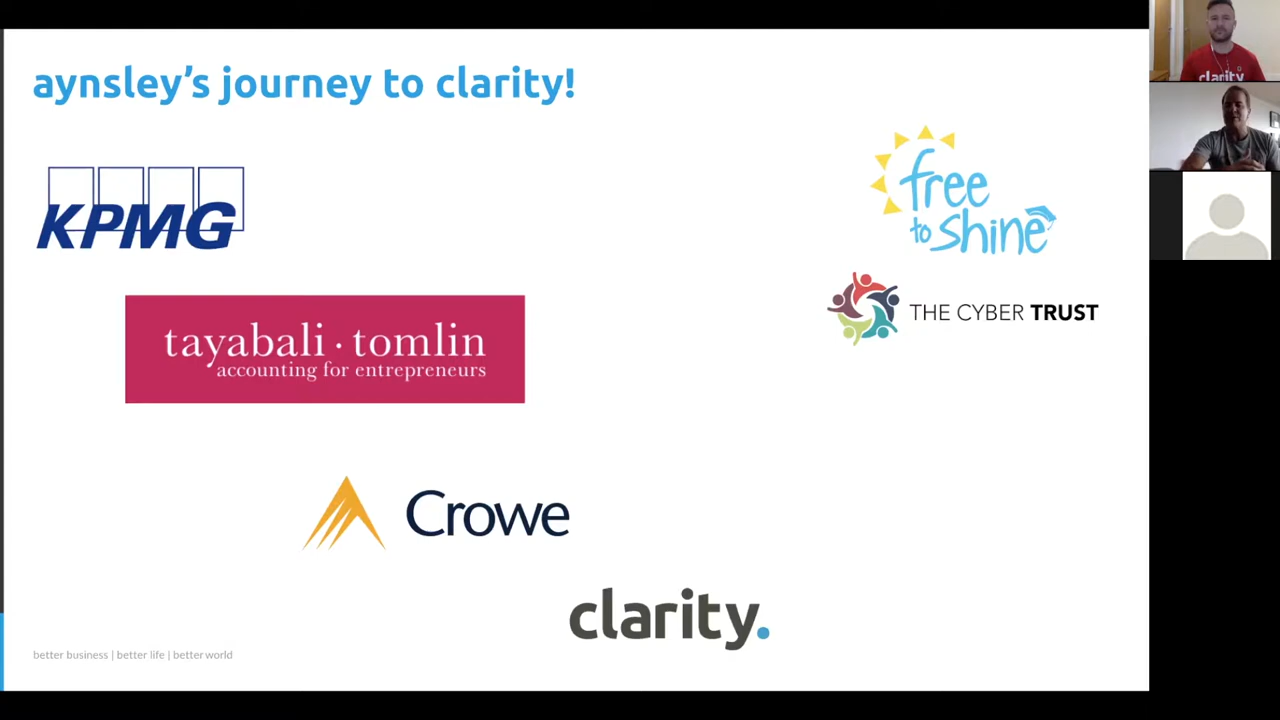 aynsley's journey to clarity!
KPMG
free
to shine
THE CYBER TRUST
tayabali · tomlin
accounting for entrepreneurs
Crowe
clarity.
better business | better life | better world
clarity